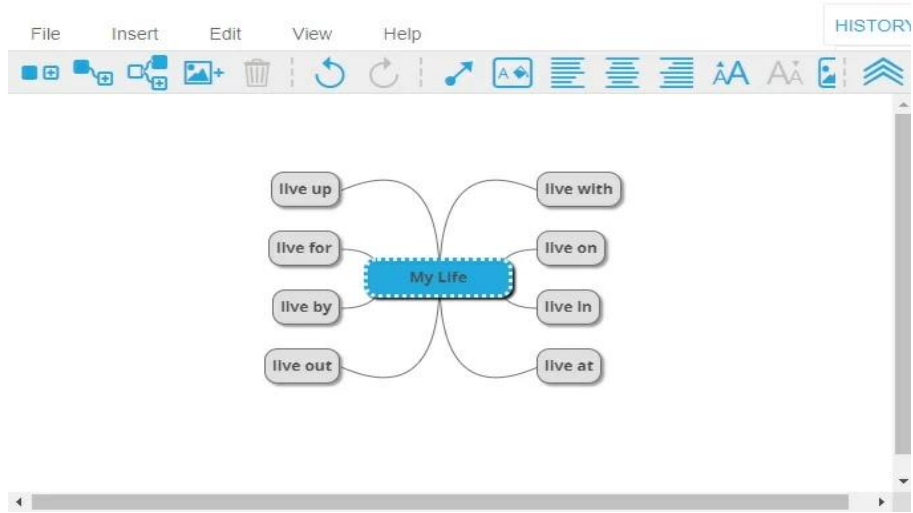 File Insert Edit View Help HISTORY
live up
live with
live for
live on
My Life
live by
live in
live out
live at